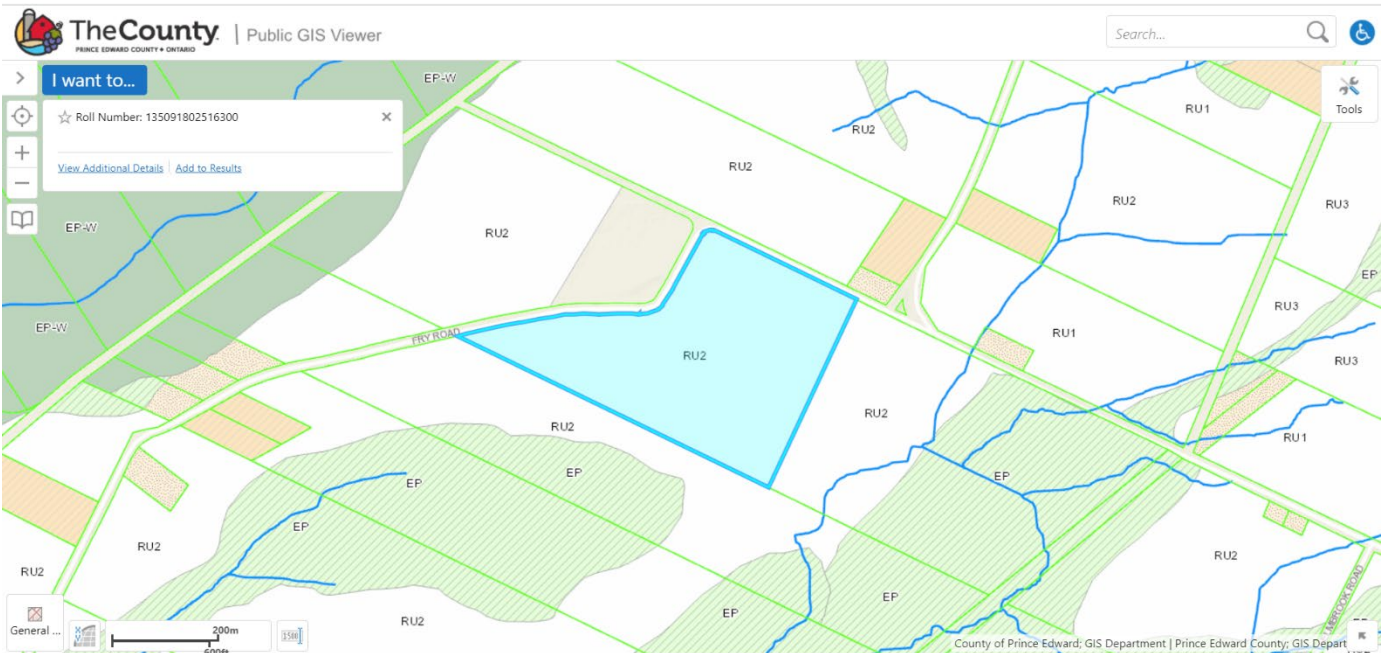 TheCounty | Public GIS Viewer
PRINCE EDWARD COUNTY • ONTARIO
Search...
I want to...
Tools
Roll Number: 135091802516300
View Additional Details | Add to Results
EP-W
RU2
RU1
RU2
RU2
RU3
EP-W
RU2
EP
RU3
EP-W
FRY ROAD
RU1
RU2
RU3
RU2
RU2
RU1
EP
EP
EP
EP
RU2
RU2
RU2
EP
EP
RU2
General ...
200m
600ft
1:500
County of Prince Edward; GIS Department | Prince Edward County; GIS Depart